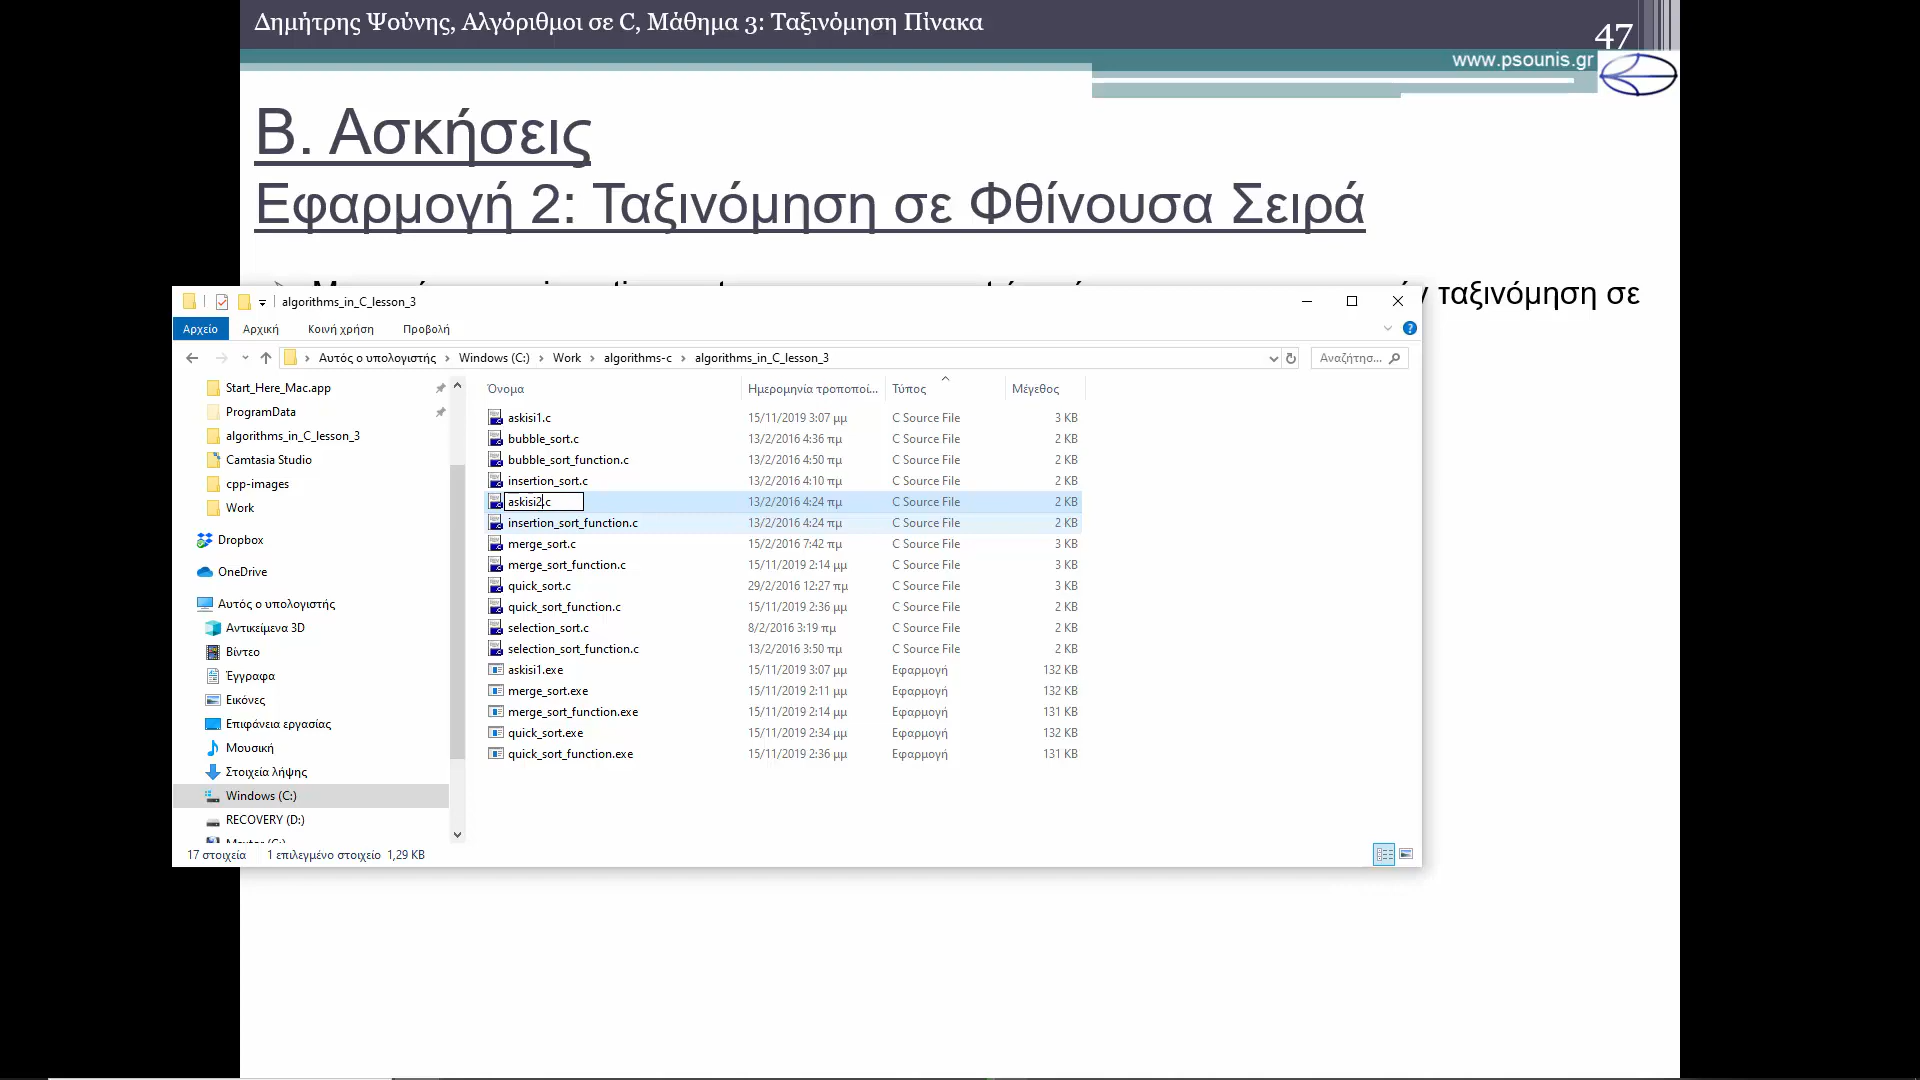 Δημήτρης Ψούνης, Αλγόριθμοι σε C, Μάθημα 3: Ταξινόμηση Πίνακα
47
www.psounis.gr
Β. Ασκήσεις
Εφαρμογή 2: Ταξινόμηση σε Φθίνουσα Σειρά
ταξινόμηση σε
algorithms_in_C_lesson_3
Αρχείο Αρχική Κοινή χρήση Προβολή
Αυτός ο υπολογιστής Windows (C:) Work algorithms-c algorithms_in_C_lesson_3 Αναζήτησ...
Start_Here_Mac.app
ProgramData
algorithms_in_C_lesson_3
Camtasia Studio
cpp-images
Work
Dropbox
OneDrive
Αυτός ο υπολογιστής
Αντικείμενα 3D
Βίντεο
Έγγραφα
Εικόνες
Επιφάνεια εργασίας
Μουσική
Στοιχεία λήψης
Windows (C:)
RECOVERY (D:)
Όνομα Ημερομηνία τροποποί... Τύπος Μέγεθος
askisi1.c 15/11/2019 3:07 μμ C Source File 3 KB
bubble_sort.c 13/2/2016 4:36 πμ C Source File 2 KB
bubble_sort_function.c 13/2/2016 4:50 πμ C Source File 2 KB
insertion_sort.c 13/2/2016 4:10 πμ C Source File 2 KB
askisi2.c 13/2/2016 4:24 πμ C Source File 2 KB
insertion_sort_function.c 13/2/2016 4:24 πμ C Source File 2 KB
merge_sort.c 15/2/2016 7:42 πμ C Source File 3 KB
merge_sort_function.c 15/11/2019 2:14 μμ C Source File 3 KB
quick_sort.c 29/2/2016 12:27 πμ C Source File 3 KB
quick_sort_function.c 15/11/2019 2:36 μμ C Source File 2 KB
selection_sort.c 8/2/2016 3:19 πμ C Source File 2 KB
selection_sort_function.c 13/2/2016 3:50 πμ C Source File 2 KB
askisi1.exe 15/11/2019 3:07 μμ Εφαρμογή 132 KB
merge_sort.exe 15/11/2019 2:11 μμ Εφαρμογή 132 KB
merge_sort_function.exe 15/11/2019 2:14 μμ Εφαρμογή 131 KB
quick_sort.exe 15/11/2019 2:34 μμ Εφαρμογή 132 KB
quick_sort_function.exe 15/11/2019 2:36 μμ Εφαρμογή 131 KB
17 στοιχεία 1 επιλεγμένο στοιχείο 1,29 KB